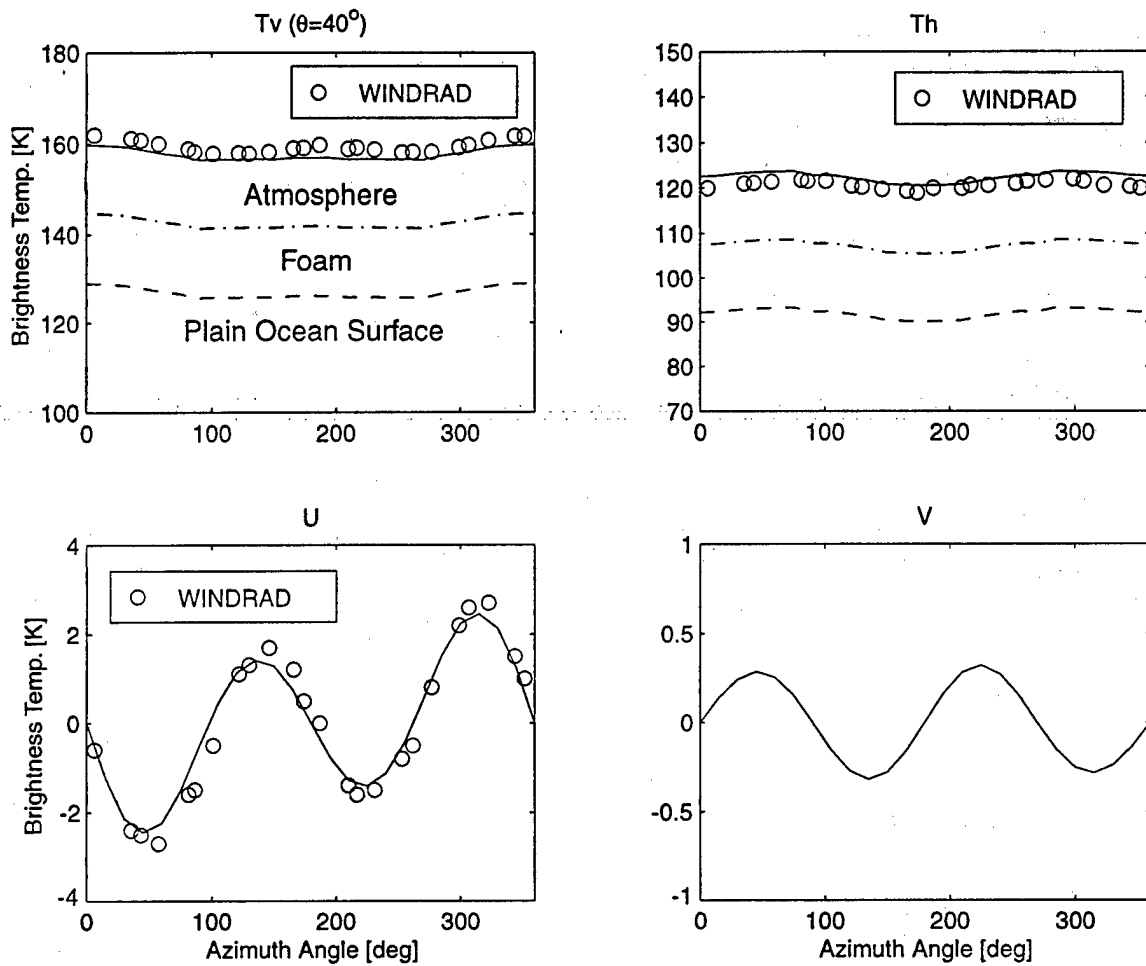 Tv (θ=40°)
180
160
140
120
100
0
100
200
300
Brightness Temp. [K]
WINDRAD
Atmosphere
Foam
Plain Ocean Surface
Th
150
140
130
120
110
100
90
80
70
0
100
200
300
WINDRAD
U
4
2
0
-2
-4
0
100
200
300
Brightness Temp. [K]
WINDRAD
Azimuth Angle [deg]
V
1
0.5
0
-0.5
-1
0
100
200
300
Azimuth Angle [deg]